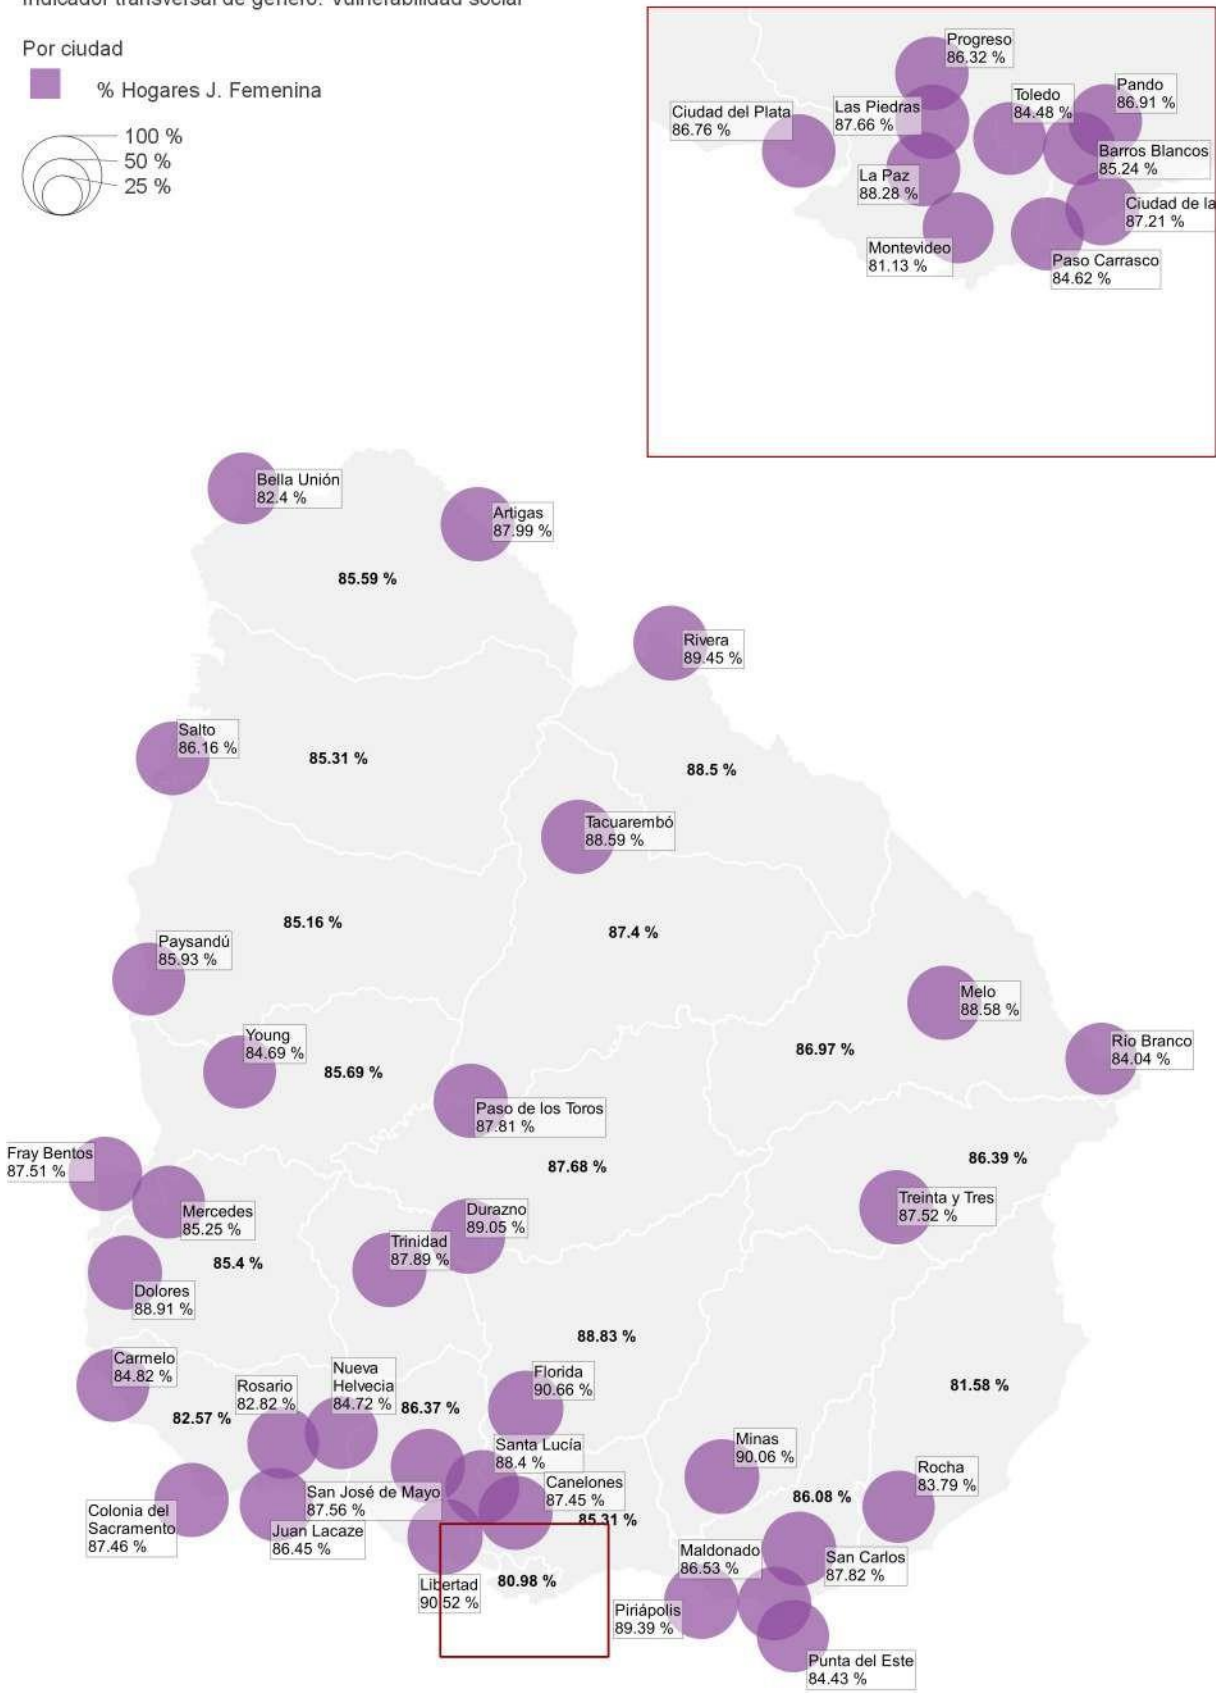 Indicador transversal de género: Vulnerabilidad social
Por ciudad
% Hogares J. Femenina
100 %
50 %
25 %
Progreso
86.32 %
Ciudad del Plata
86.76 %
Las Piedras
87.66 %
Toledo
84.48 %
Pando
86.91 %
Barros Blancos
85.24 %
La Paz
88.28 %
Ciudad de la
87.21 %
Montevideo
81.13 %
Paso Carrasco
84.62 %
Bella Unión
82.4 %
Artigas
87.99 %
85.59 %
Rivera
89.45 %
Salto
86.16 %
85.31 %
88.5 %
Tacuarembó
88.59 %
85.16 %
87.4 %
Paysandú
85.93 %
Melo
88.58 %
Young
84.69 %
85.69 %
86.97 %
Rio Branco
84.04 %
Paso de los Toros
87.81 %
Fray Bentos
87.51 %
87.68 %
86.39 %
Mercedes
85.25 %
Durazno
89.05 %
Treinta y Tres
87.52 %
Trinidad
87.89 %
85.4 %
Dolores
88.91 %
88.83 %
Carmelo
84.82 %
Rosario
82.82 %
Nueva
Helvecia
84.72 %
Florida
90.66 %
81.58 %
82.57 %
86.37 %
Santa Lucía
88.4 %
Minas
90.06 %
Rocha
83.79 %
San José de Mayo
87.56 %
Canelones
87.45 %
85.31 %
86.08 %
Colonia del
Sacramento
87.46 %
Juan Lacaze
86.45 %
Maldonado
86.53 %
San Carlos
87.82 %
Libertad
90.52 %
80.98 %
Piriápolis
89.39 %
Punta del Este
84.43 %